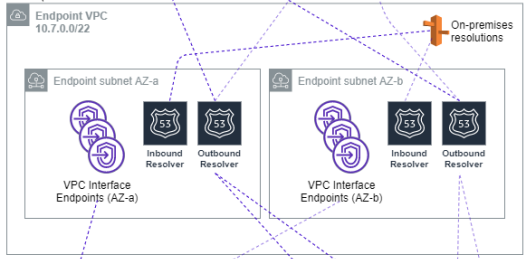 Endpoint VPC
10.7.0.0/22
On-premises
resolutions
Endpoint subnet AZ-a
Endpoint subnet AZ-b
53
53
53
53
Inbound
Resolver
Outbound
Resolver
Inbound
Resolver
Outbound
Resolver
VPC Interface
Endpoints (AZ-a)
VPC Interface
Endpoints (AZ-b)